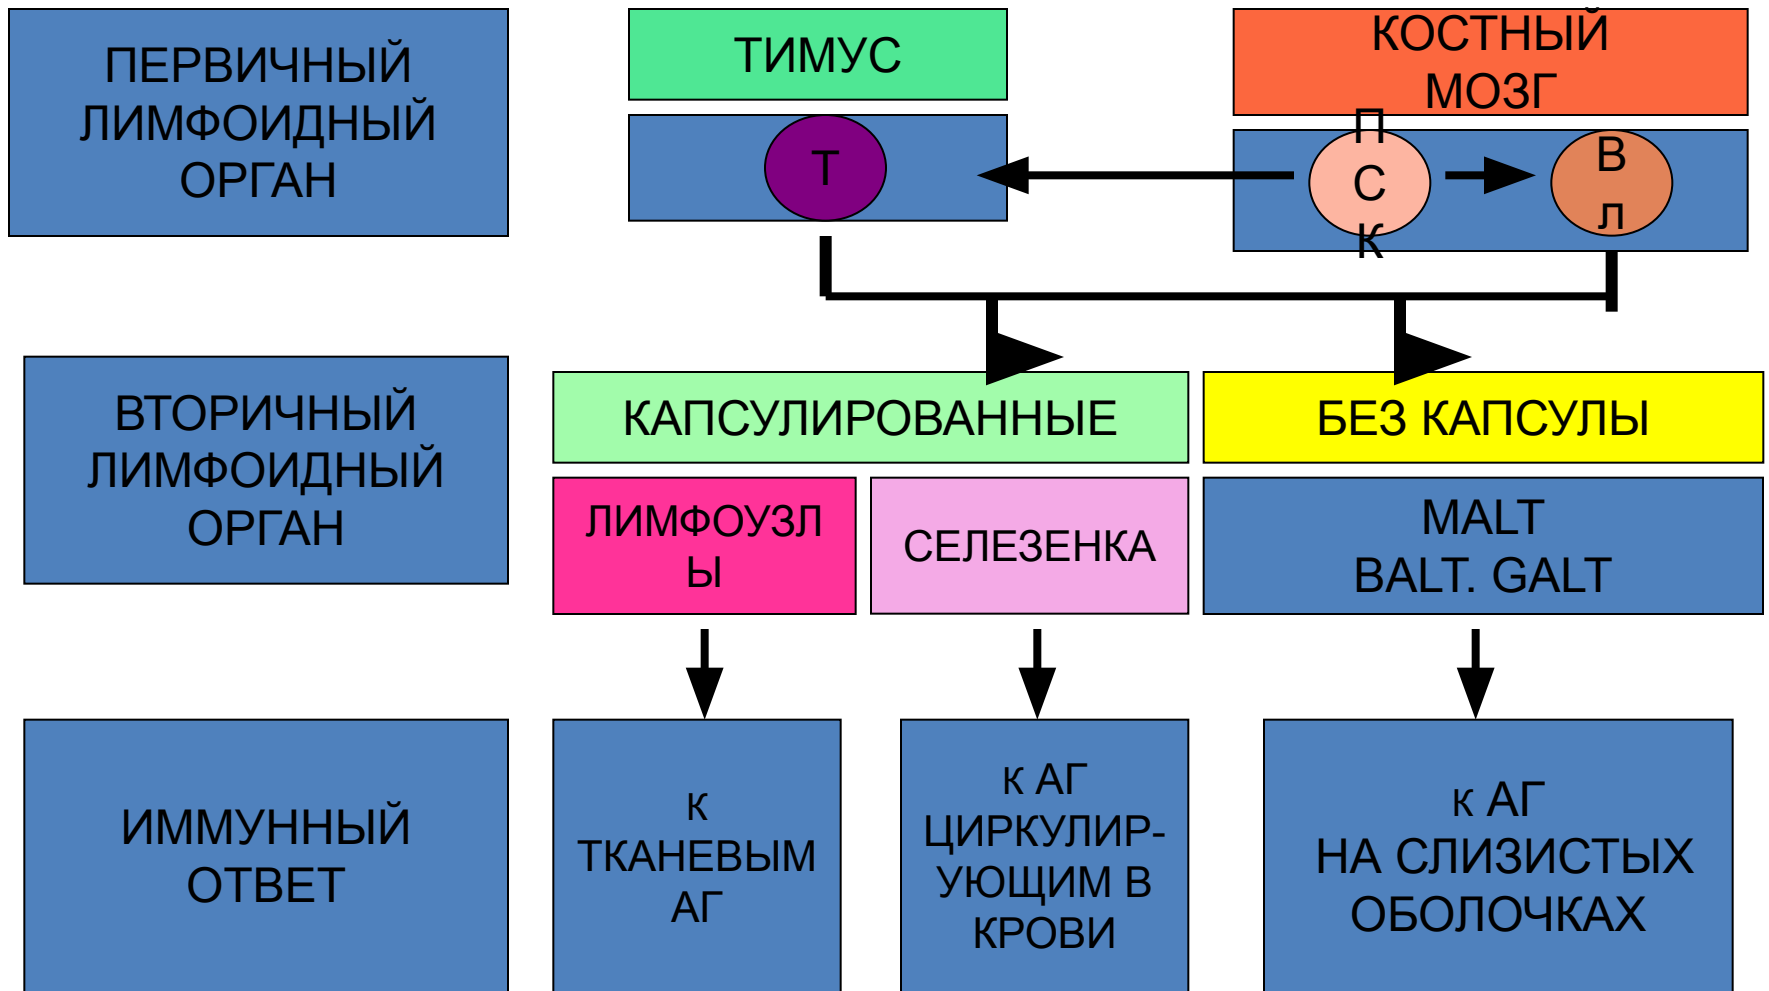 ПЕРВИЧНЫЙ
ЛИМФОИДНЫЙ
ОРГАН
ТИМУС
КОСТНЫЙ
МОЗГ
Т
П
С
К
В
л
ВТОРИЧНЫЙ
ЛИМФОИДНЫЙ
ОРГАН
КАПСУЛИРОВАННЫЕ
БЕЗ КАПСУЛЫ
ЛИМФОУЗЛ
Ы
СЕЛЕЗЕНКА
MALT
BALT. GALT
ИММУННЫЙ
ОТВЕТ
К
ТКАНЕВЫМ
АГ
К АГ
ЦИРКУЛИР-
УЮЩИМ В
КРОВИ
К АГ
НА СЛИЗИСТЫХ
ОБОЛОЧКАХ